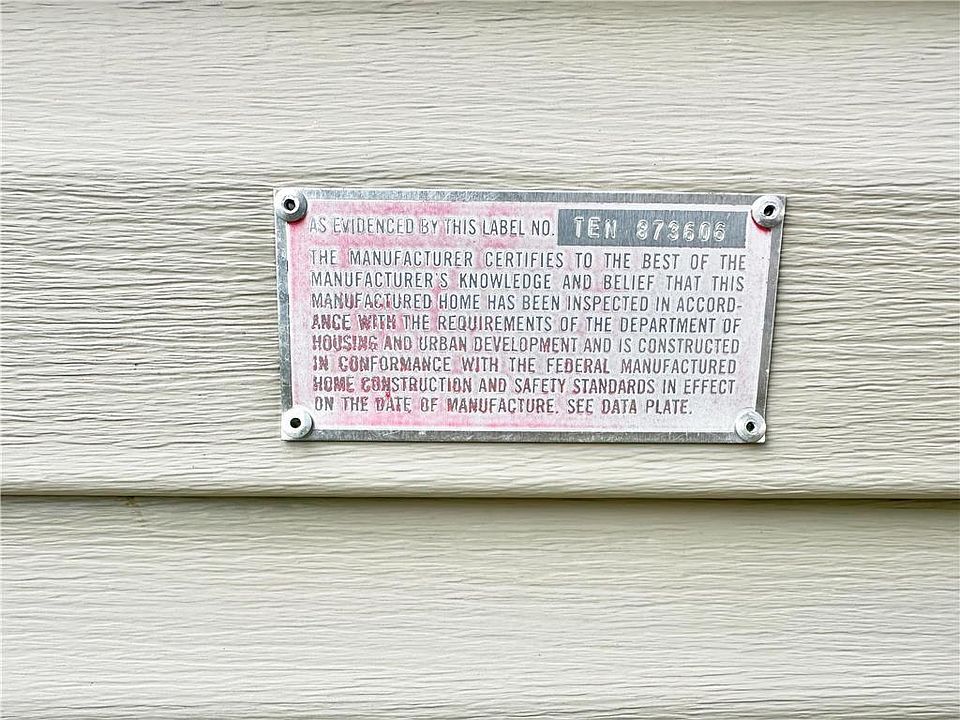 AS EVIDENCED BY THIS LABEL NO. TEN 873606
THE MANUFACTURER CERTIFIES TO THE BEST OF THE
MANUFACTURER'S KNOWLEDGE AND BELIEF THAT THIS
MANUFACTURED HOME HAS BEEN INSPECTED IN ACCORD-
ANCE WITH THE REQUIREMENTS OF THE DEPARTMENT OF
HOUSING AND URBAN DEVELOPMENT AND IS CONSTRUCTED
IN CONFORMANCE WITH THE FEDERAL MANUFACTURED
HOME CONSTRUCTION AND SAFETY STANDARDS IN EFFECT
ON THE DATE OF MANUFACTURE. SEE DATA PLATE.